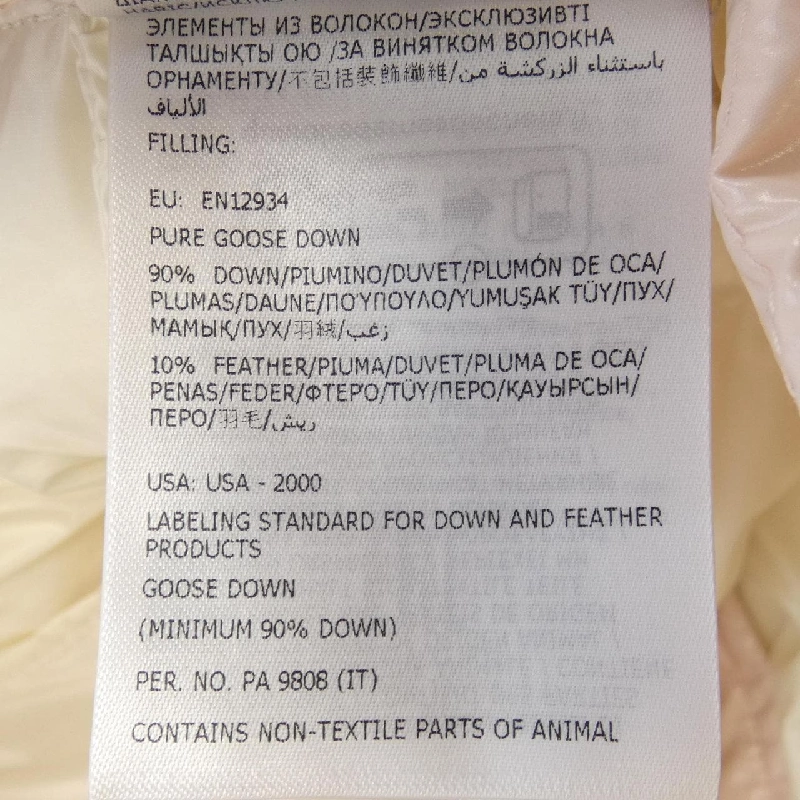 ЭЛЕМЕНТЫ ИЗ ВОЛОКОН/ЭКСКЛЮЗИВТІ
ТАЛШЫҚТЫ ОЮ /ЗА ВИНЯТКОМ ВОЛОКНА
ОРНАМЕНТУ/不包括裝飾纖維/باستثناء الزركشة من
الألياف
FILLING:
EU: EN12934
PURE GOOSE DOWN
90% DOWN/PIUMINO/DUVET/PLUMÓN DE OCA/
PLUMAS/DAUNE/ΠΟΎΠΟΥΛΟ/YUMUŞAK TÜY/ПУХ/
МАМЫҚ/ПУХ/羽絨/زغب
10% FEATHER/PIUMA/DUVET/PLUMA DE OCA/
PENAS/FEDER/ΦΤΕΡΌ/TÜY/ПЕРО/ҚАУЫРСЫН/
ПЕРО/羽毛/ريش
USA: USA - 2000
LABELING STANDARD FOR DOWN AND FEATHER
PRODUCTS
GOOSE DOWN
(MINIMUM 90% DOWN)
PER. NO. PA 9808 (IT)
CONTAINS NON-TEXTILE PARTS OF ANIMAL